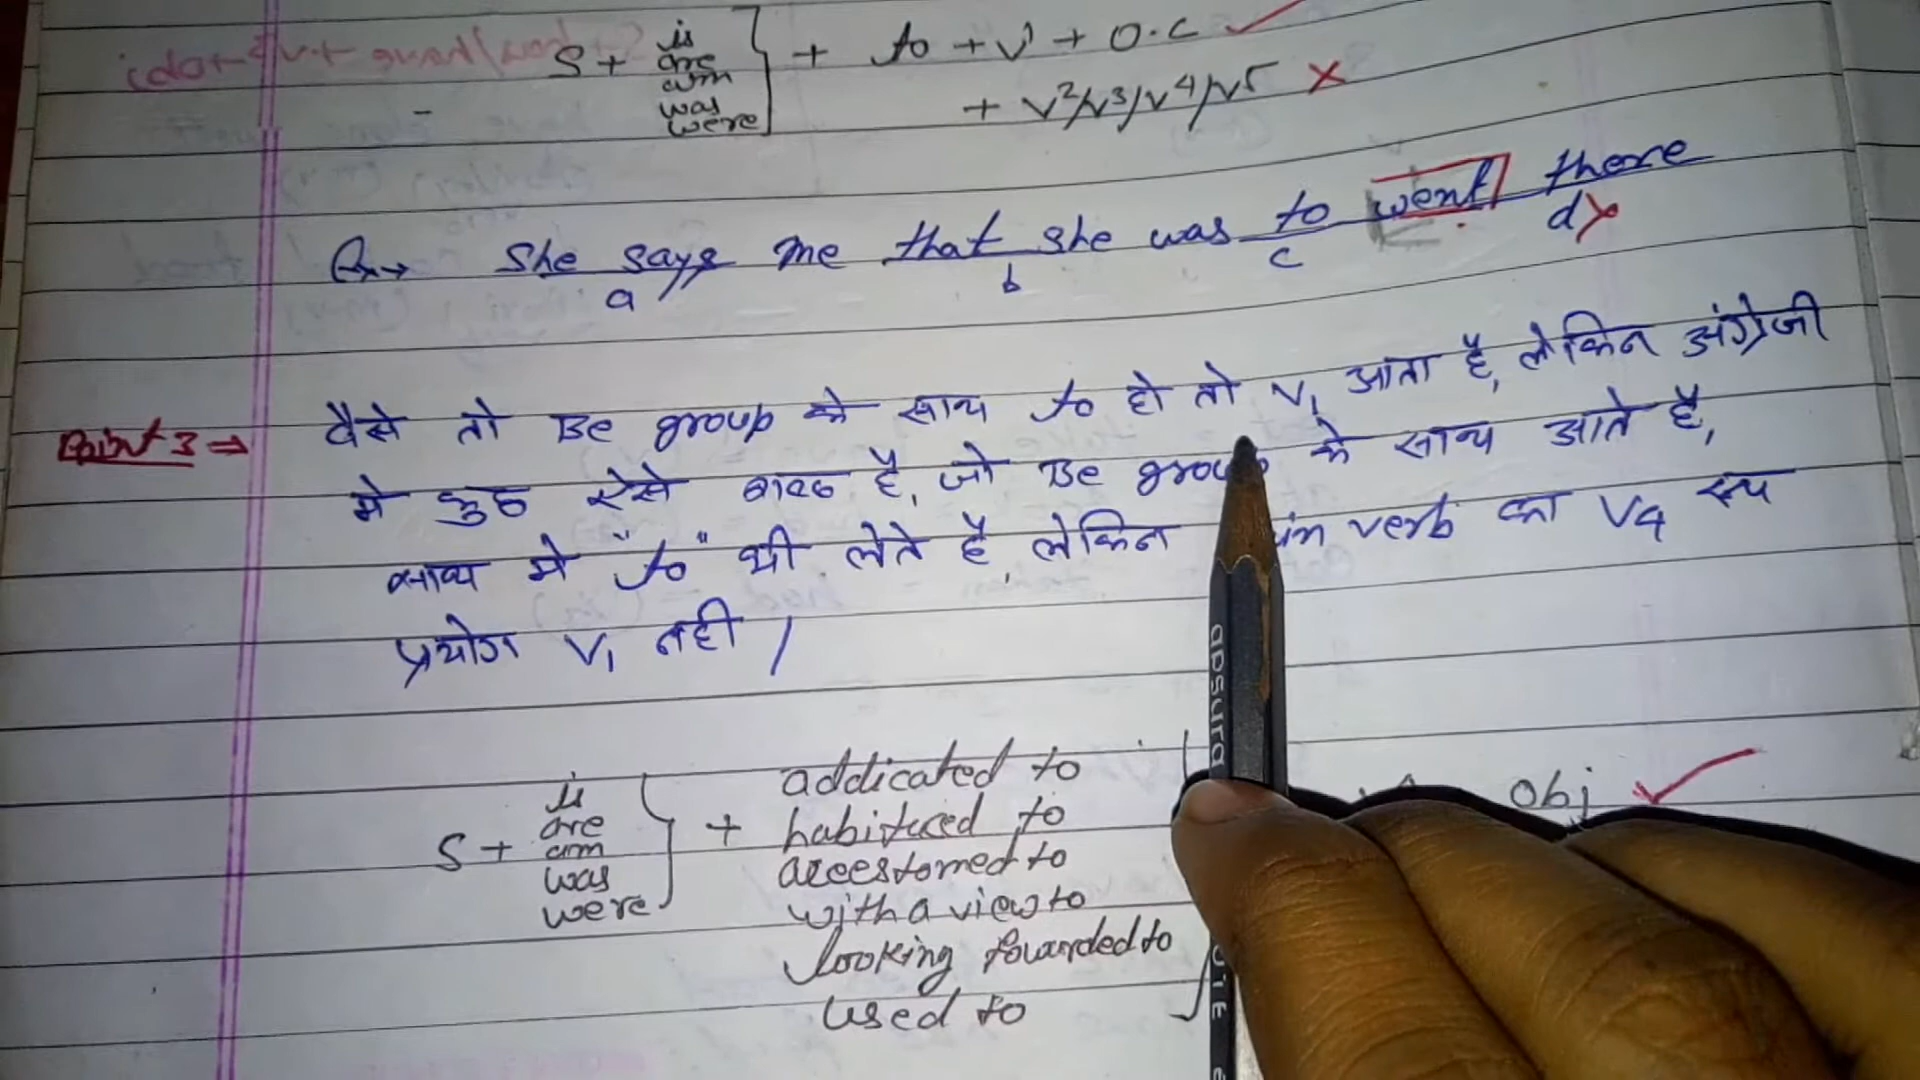 S + is are am was were + to + V¹ + O.C ✓
+ V²/V³/V⁴/V⁵ ✗
Ex→ She says me that she was to went there
a b c d✗
Point 3 ⇒ वैसे तो Be group के साथ to हो तो V₁ आता है, लेकिन अंग्रेजी
मे कुछ ऐसे शब्द है, जो Be group के साथ आते है,
साथ में "to" भी लेते है, लेकिन verb का V4 रूप
प्रयोग V₁ नही ।
S + is are am was were + addicated to
habituced to
accestomed to
with a view to
looking fowarded to
used to
obj ✓
apsura